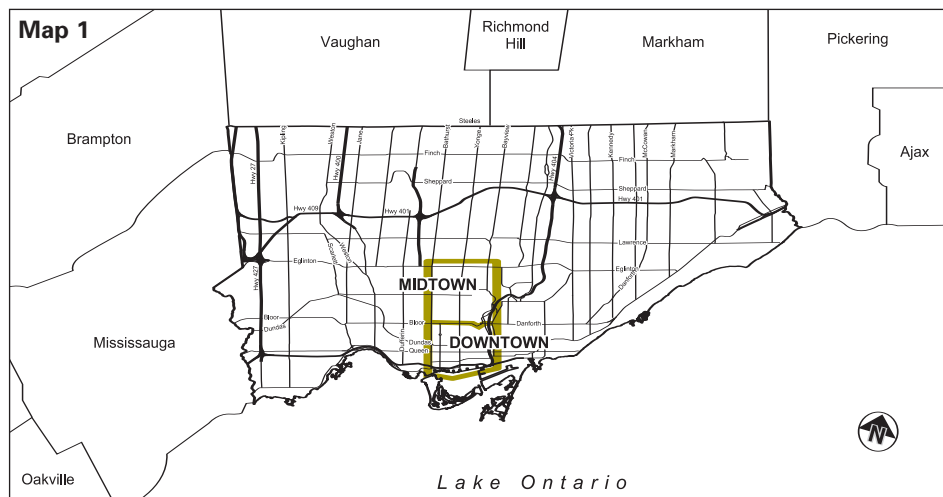 Map 1
Vaughan
Richmond
Hill
Markham
Pickering
Brampton
Ajax
Steeles
Kipling
Weston
Jane
Bathurst
Yonge
Bayview
Victoria Pk
Kennedy
McCowan
Markham
Hwy 27
Hwy 400
Hwy 404
Finch
Finch
Sheppard
Sheppard
Hwy 409
Hwy 401
Hwy 401
Scarlett
Weston
Lawrence
Eglinton
Eglinton
Hwy 427
Danforth
MIDTOWN
Bloor
Dundas
Bloor
Danforth
Dufferin
Dundas
Queen
DOWNTOWN
Mississauga
N
Oakville
Lake Ontario